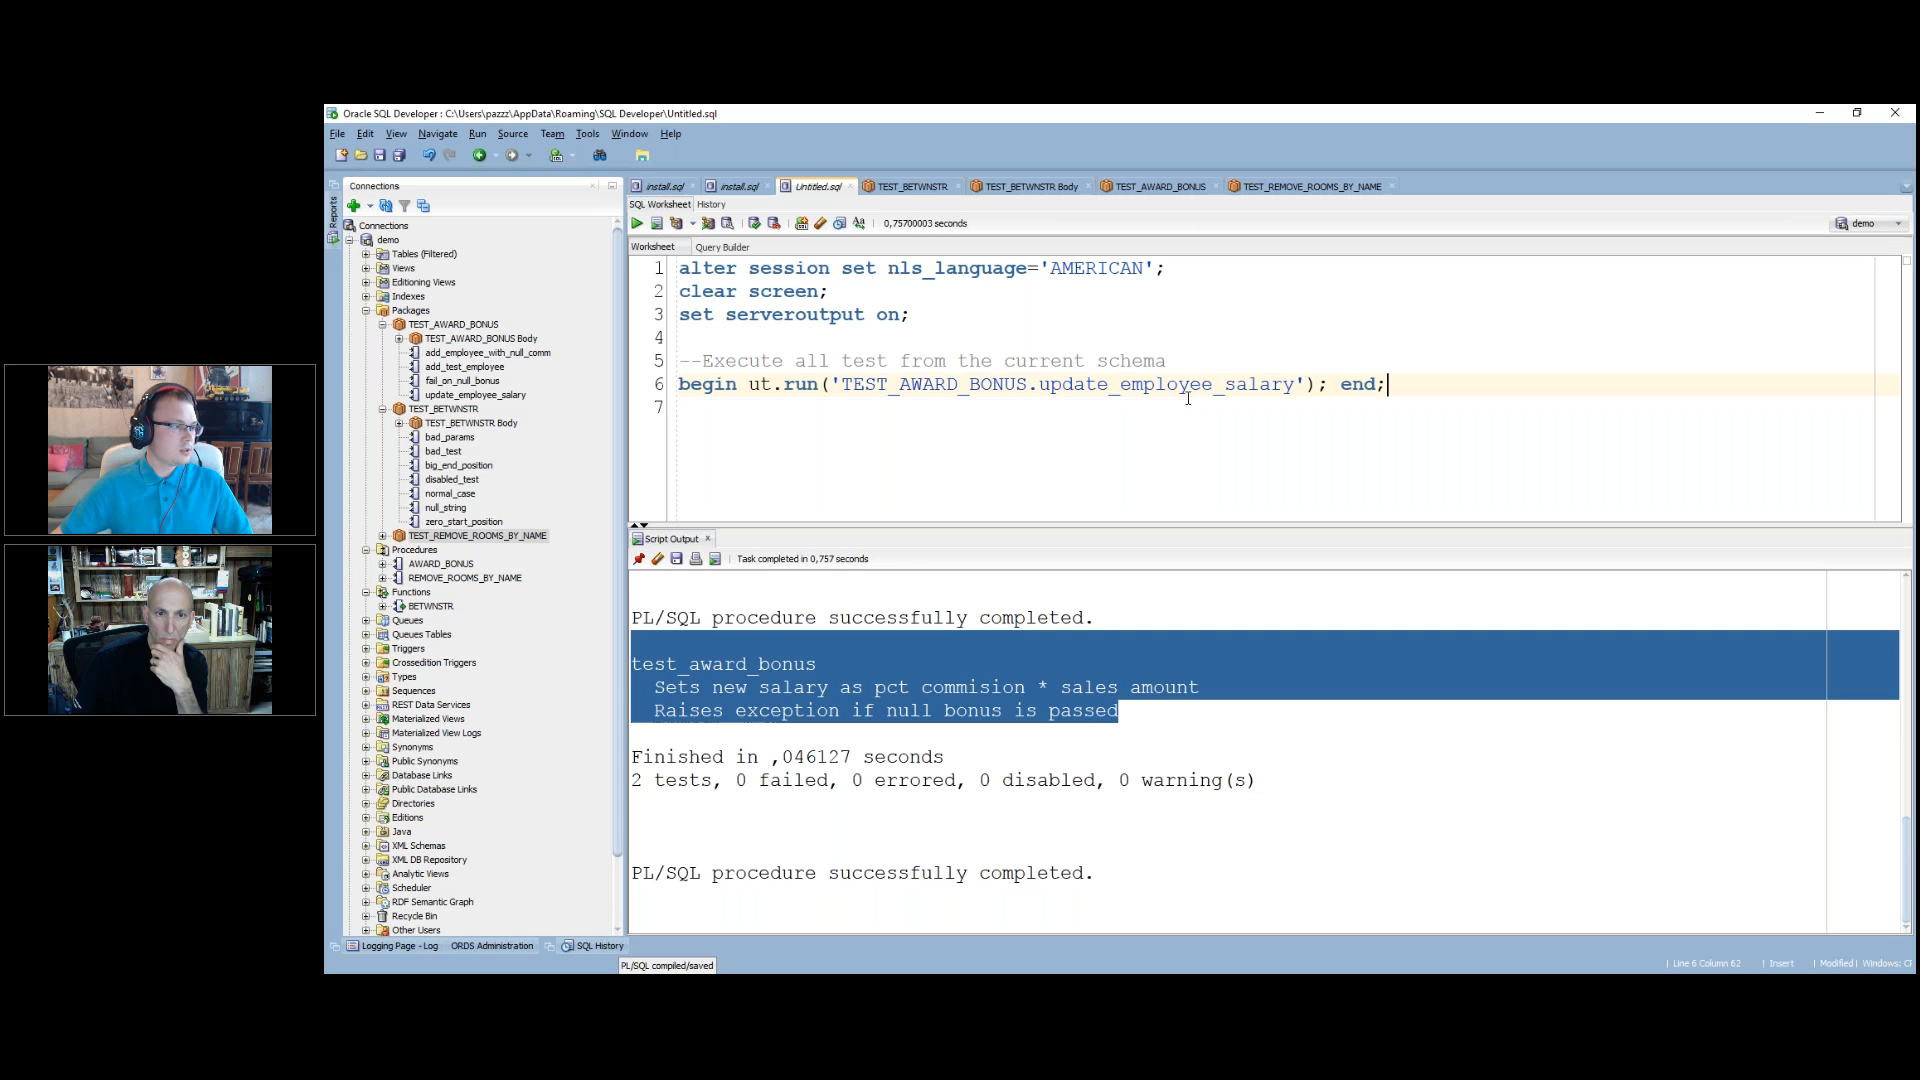 Oracle SQL Developer : C:\Users\pazzz\AppData\Roaming\SQL Developer\Untitled.sql
File Edit View Navigate Run Source Team Tools Window Help
Reports
Connections
Connections
demo
Tables (Filtered)
Views
Editioning Views
Indexes
Packages
TEST_AWARD_BONUS
TEST_AWARD_BONUS Body
add_employee_with_null_comm
add_test_employee
fail_on_null_bonus
update_employee_salary
TEST_BETWNSTR
TEST_BETWNSTR Body
bad_params
bad_test
big_end_position
disabled_test
normal_case
null_string
zero_start_position
TEST_REMOVE_ROOMS_BY_NAME
Procedures
AWARD_BONUS
REMOVE_ROOMS_BY_NAME
Functions
BETWNSTR
Queues
Queues Tables
Triggers
Crossedition Triggers
Types
Sequences
REST Data Services
Materialized Views
Materialized View Logs
Synonyms
Public Synonyms
Database Links
Public Database Links
Directories
Editions
Java
XML Schemas
XML DB Repository
Analytic Views
Scheduler
RDF Semantic Graph
Recycle Bin
Other Users
install.sql install.sql Untitled.sql TEST_BETWNSTR TEST_BETWNSTR Body TEST_AWARD_BONUS TEST_REMOVE_ROOMS_BY_NAME
SQL Worksheet History
0,75700003 seconds
demo
Worksheet Query Builder
1 alter session set nls_language='AMERICAN';
2 clear screen;
3 set serveroutput on;
4
5 --Execute all test from the current schema
6 begin ut.run('TEST_AWARD_BONUS.update_employee_salary'); end;
7
Script Output
Task completed in 0,757 seconds
PL/SQL procedure successfully completed.
test_award_bonus
Sets new salary as pct commision * sales amount
Raises exception if null bonus is passed
Finished in ,046127 seconds
2 tests, 0 failed, 0 errored, 0 disabled, 0 warning(s)
PL/SQL procedure successfully completed.
Logging Page - Log ORDS Administration SQL History
PL/SQL compiled/saved
Line 6 Column 62 | Insert | Modified | Windows: CF